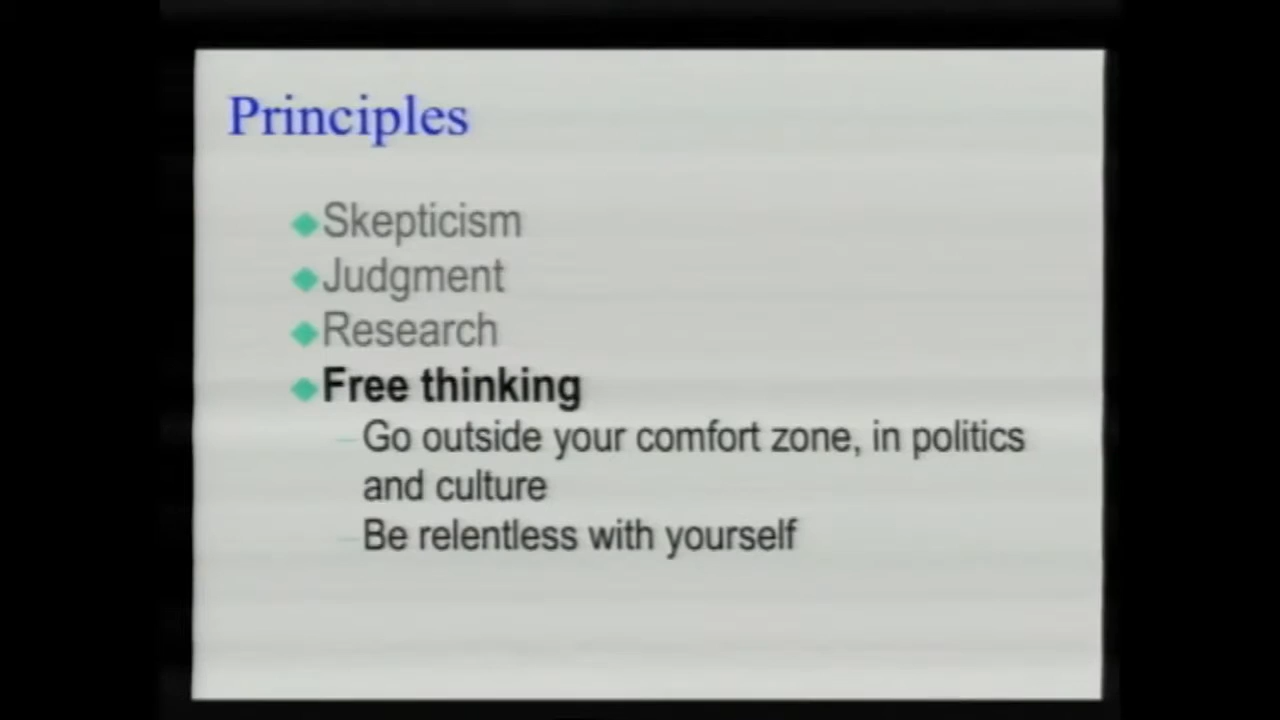 Principles
Skepticism
Judgment
Research
Free thinking
Go outside your comfort zone, in politics
and culture
Be relentless with yourself